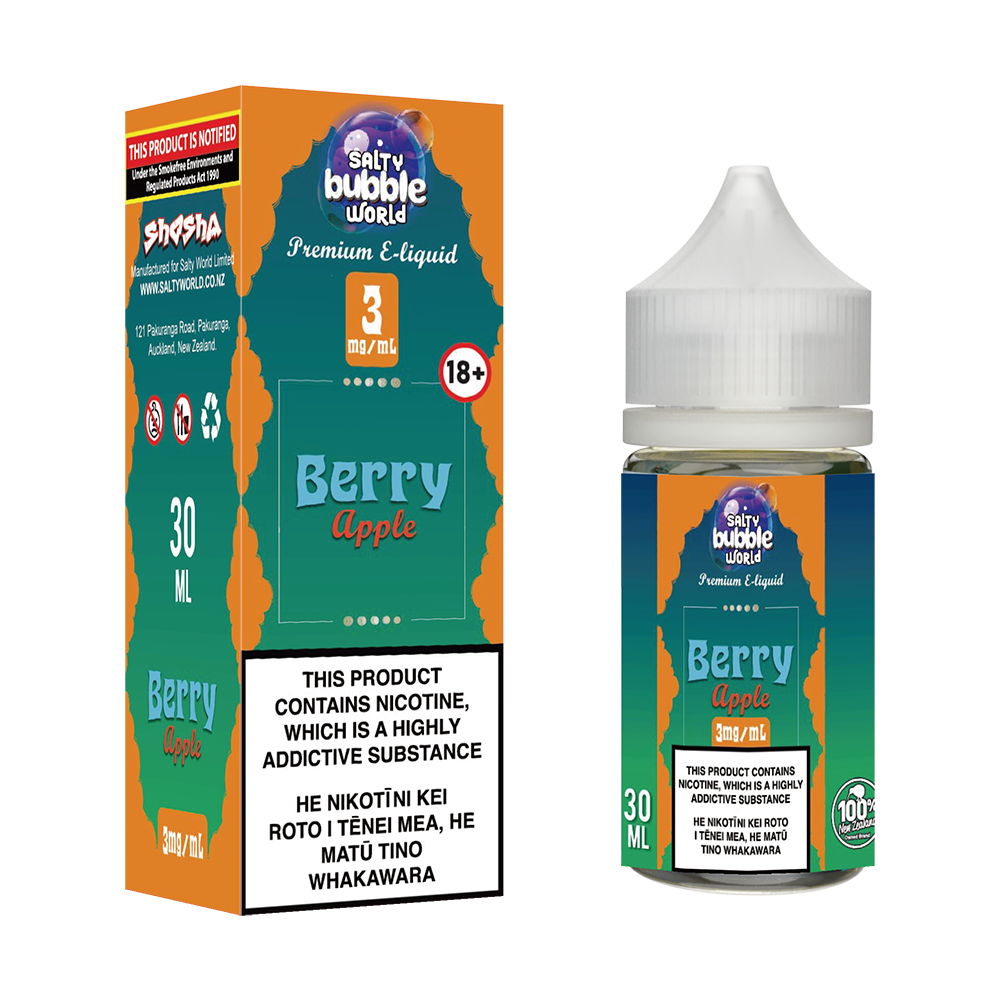 THIS PRODUCT IS NOTIFIED
Under the Smokefree Environments and
Regulated Products Act 1990
SHOSHA
Manufactured for Salty World Limited
WWW.SALTYWORLD.CO.NZ
121 Pakuranga Road, Pakuranga,
Auckland, New Zealand.
30
ML
Berry
Apple
3mg/mL
SALTY
bubble
WORLD
Premium E-liquid
3
mg/mL
18+
Berry
Apple
THIS PRODUCT
CONTAINS NICOTINE,
WHICH IS A HIGHLY
ADDICTIVE SUBSTANCE
HE NIKOTĪNI KEI
ROTO I TĒNEI MEA, HE
MATŪ TINO
WHAKAWARA
SALTY
bubble
WORLD
Premium E-liquid
Berry
Apple
3mg/mL
THIS PRODUCT CONTAINS
NICOTINE, WHICH IS A HIGHLY
ADDICTIVE SUBSTANCE
HE NIKOTĪNI KEI ROTO
I TĒNEI MEA, HE MATŪ
TINO WHAKAWARA
30
ML
100%
New Zealand